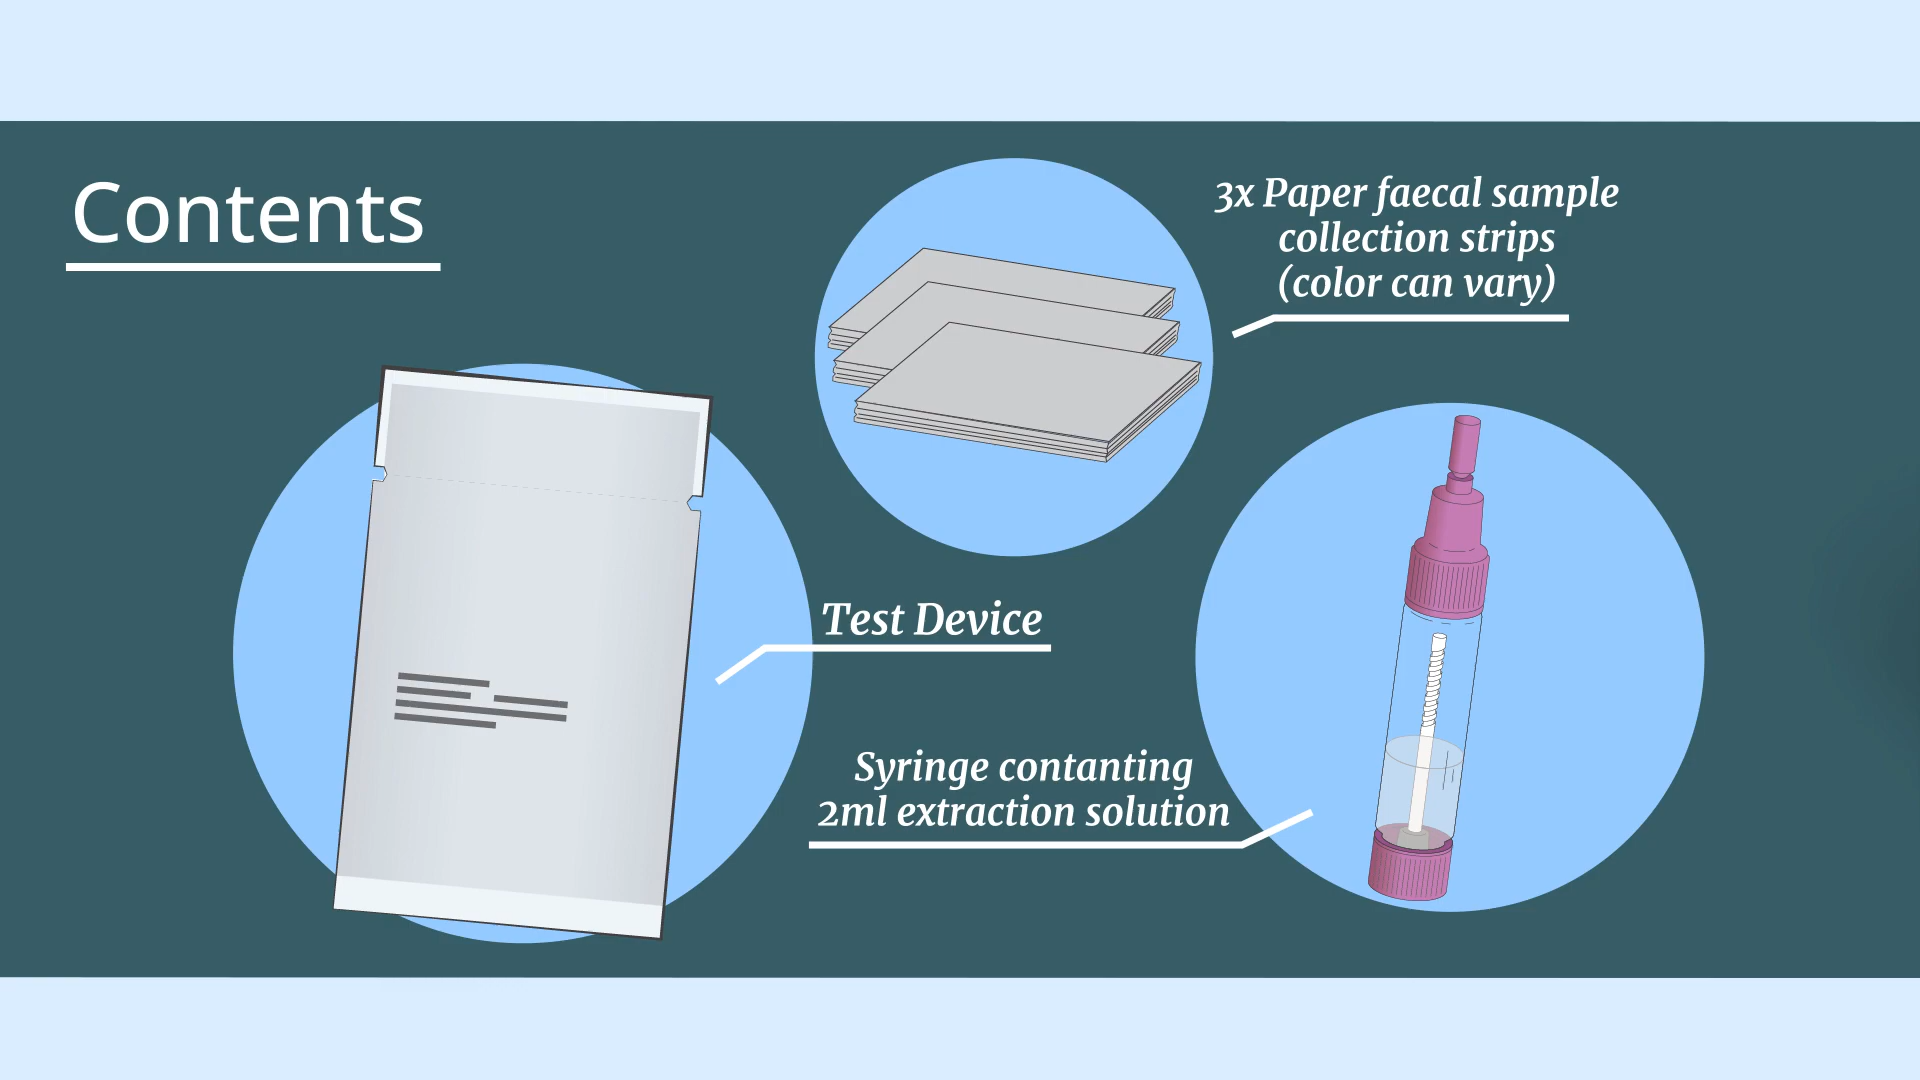 Contents
3x Paper faecal sample
collection strips
(color can vary)
Test Device
Syringe contanting
2ml extraction solution